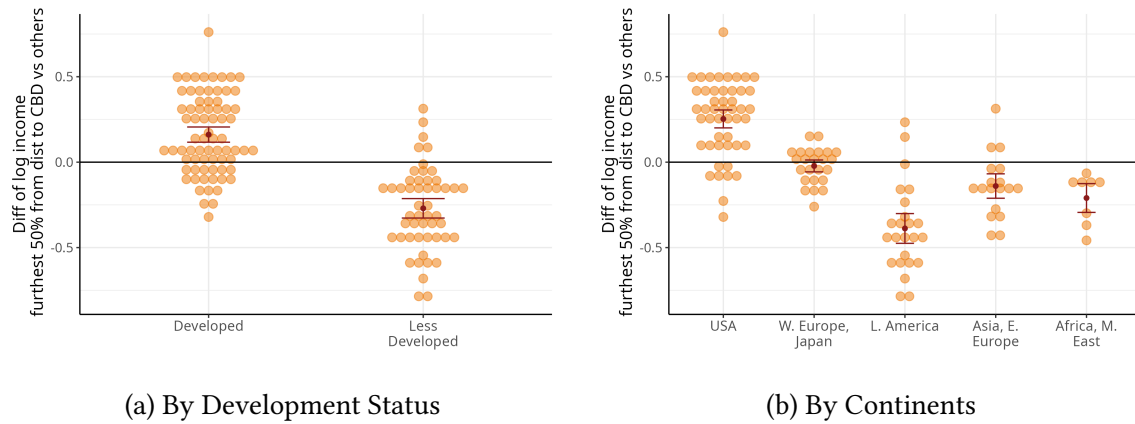 Diff of log income
furthest 50% from dist to CBD vs others
0.5
0.0
-0.5
Developed
Less
Developed
(a) By Development Status
Diff of log income
furthest 50% from dist to CBD vs others
0.5
0.0
-0.5
USA
W. Europe,
Japan
L. America
Asia, E.
Europe
Africa, M.
East
(b) By Continents